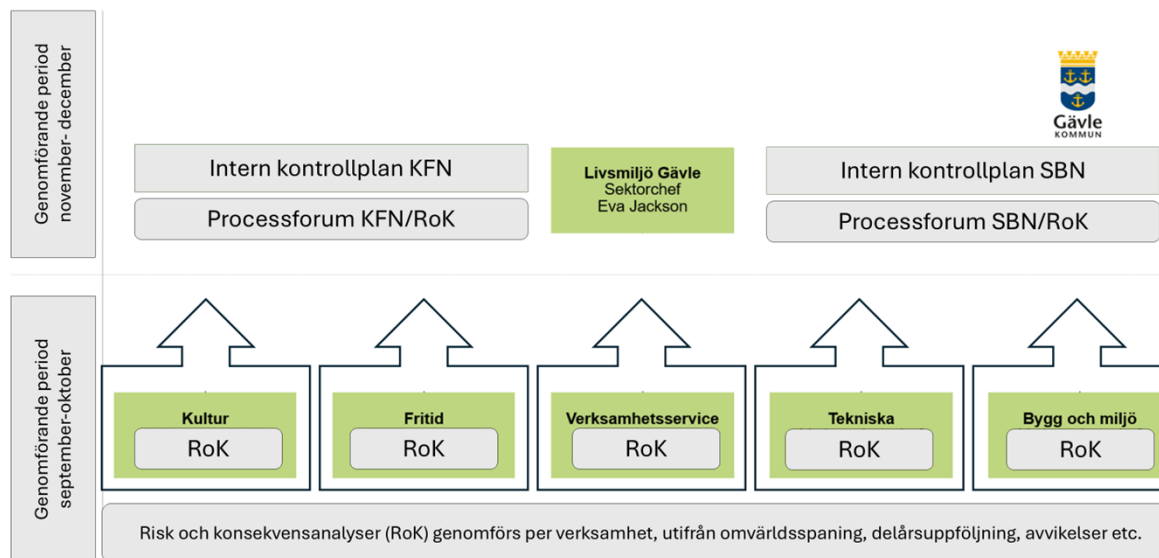 Genomförande period
november- december
Gävle
KOMMUN
Intern kontrollplan KFN
Processforum KFN/RoK
Livsmiljö Gävle
Sektorchef
Eva Jackson
Intern kontrollplan SBN
Processforum SBN/RoK
Genomförande period
september-oktober
Kultur
RoK
Fritid
RoK
Verksamhetsservice
RoK
Tekniska
RoK
Bygg och miljö
RoK
Risk och konsekvensanalyser (RoK) genomförs per verksamhet, utifrån omvärldsspaning, delårsuppföljning, avvikelser etc.